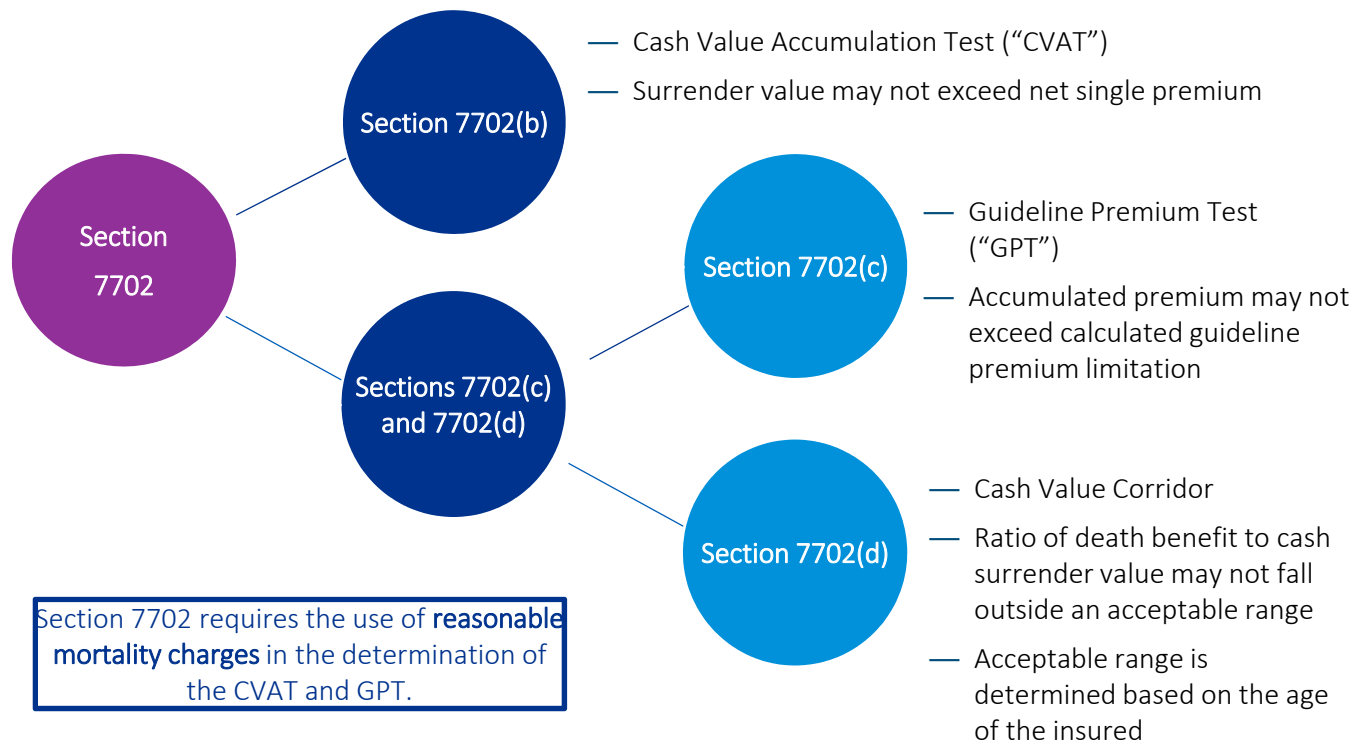 Section
7702
Section 7702(b)
— Cash Value Accumulation Test (“CVAT”)
— Surrender value may not exceed net single premium
Sections 7702(c)
and 7702(d)
Section 7702(c)
— Guideline Premium Test
(“GPT”)
— Accumulated premium may not
exceed calculated guideline
premium limitation
Section 7702(d)
— Cash Value Corridor
— Ratio of death benefit to cash
surrender value may not fall
outside an acceptable range
— Acceptable range is
determined based on the age
of the insured
Section 7702 requires the use of reasonable
mortality charges in the determination of
the CVAT and GPT.